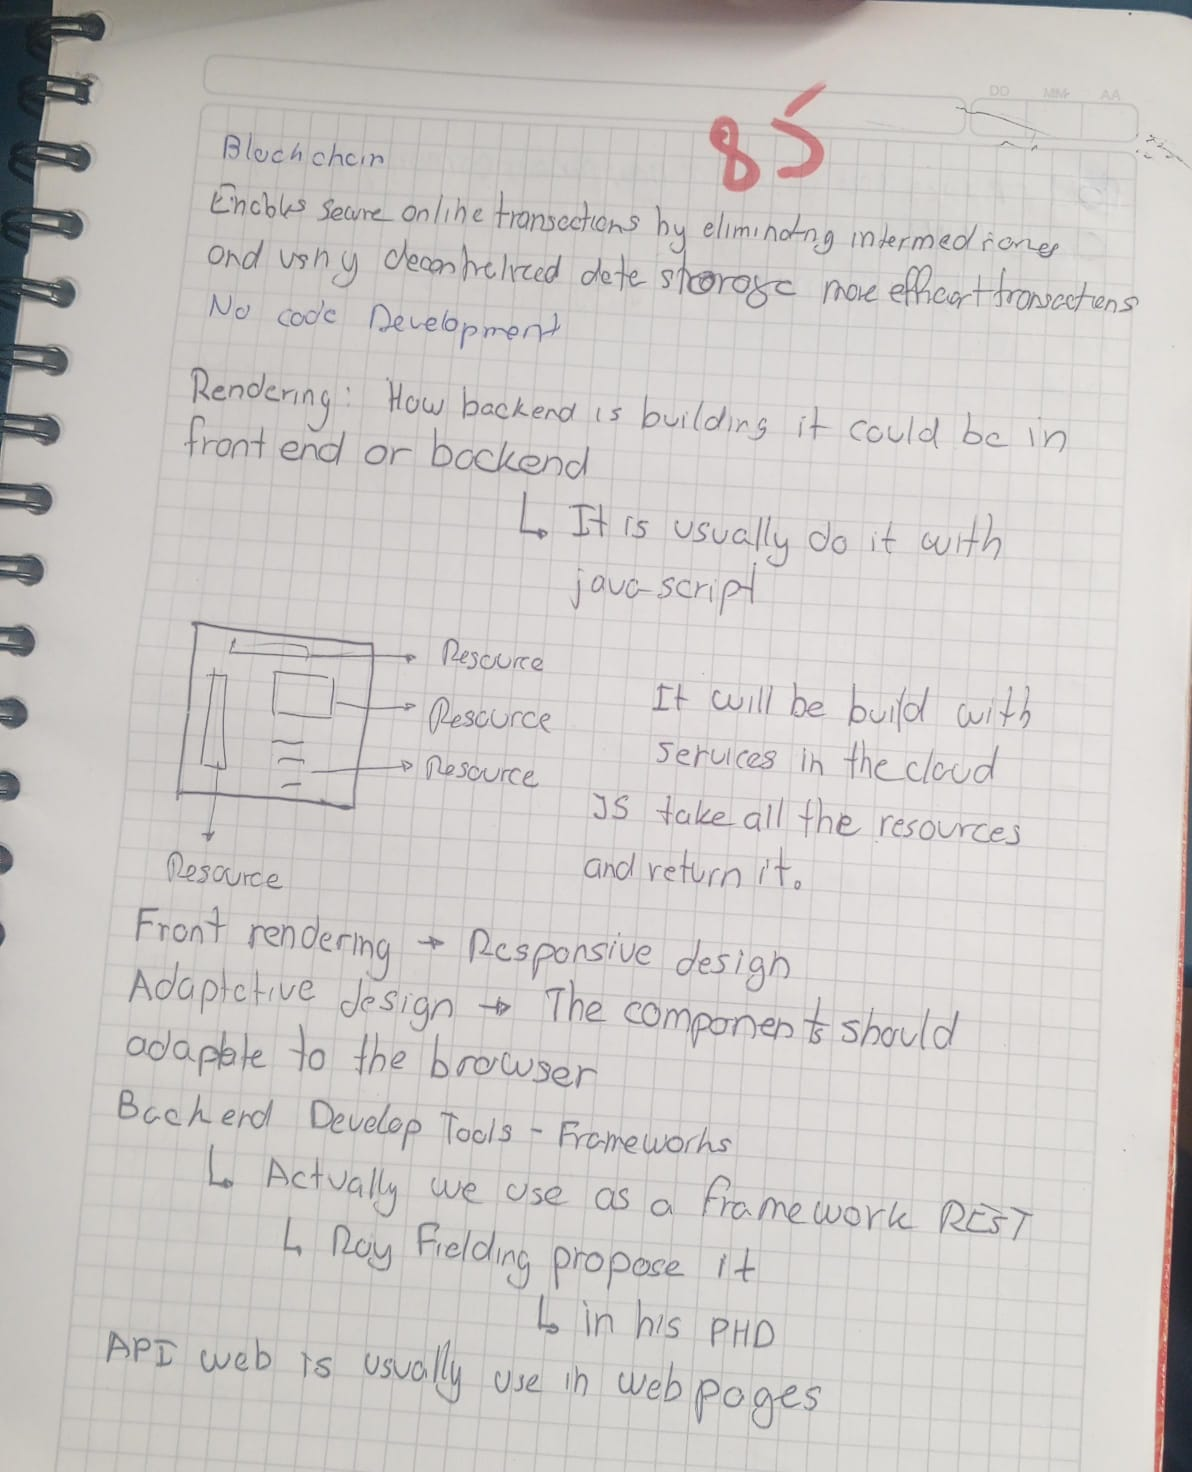 DD MM AA
85
Blockchain
Enables secure online transactions by eliminating intermediaries
and using decentralized data storage more efficient transactions
No code Development
Rendering: How backend is building it could be in
front end or backend
It is usually do it with
java-script
Resource
Resource
Resource
Resource
It will be build with
services in the cloud
JS take all the resources
and return it.
Front rendering → Responsive design
Adaptative design → The components should
adapte to the browser
Backend Develop Tools - Frameworks
Actually we use as a framework REST
Roy Fielding propose it
in his PHD
API web is usually use in web pages